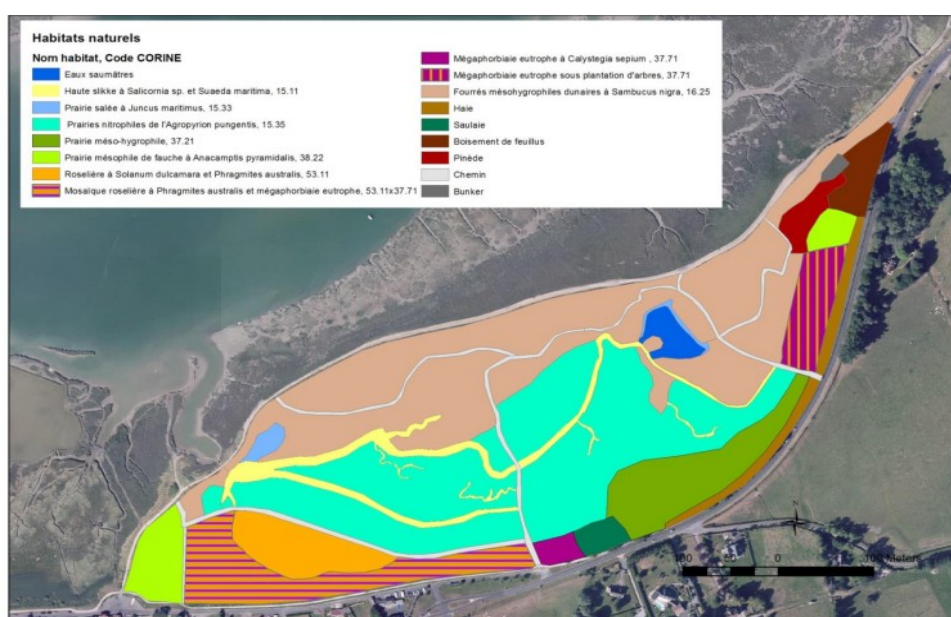 Habitats naturels
Nom habitat, Code CORINE
Eaux saumâtres
Haute slikke à Salicornia sp. et Suaeda maritima, 15.11
Prairie salée à Juncus maritimus, 15.33
Prairies nitrophiles de l'Agropyrion pungentis, 15.35
Prairie méso-hygrophile, 37.21
Prairie mésophile de fauche à Anacamptis pyramidalis, 38.22
Roselière à Solanum dulcamara et Phragmites australis, 53.11
Mosaïque roselière à Phragmites australis et mégaphorbiaie eutrophe, 53.11x37.71
Mégaphorbiaie eutrophe à Calystegia sepium , 37.71
Mégaphorbiaie eutrophe sous plantation d'arbres, 37.71
Fourrés mésohygrophiles dunaires à Sambucus nigra, 16.25
Haie
Saulaie
Boisement de feuillus
Pinède
Chemin
Bunker
N
100 50 0 100 Meters